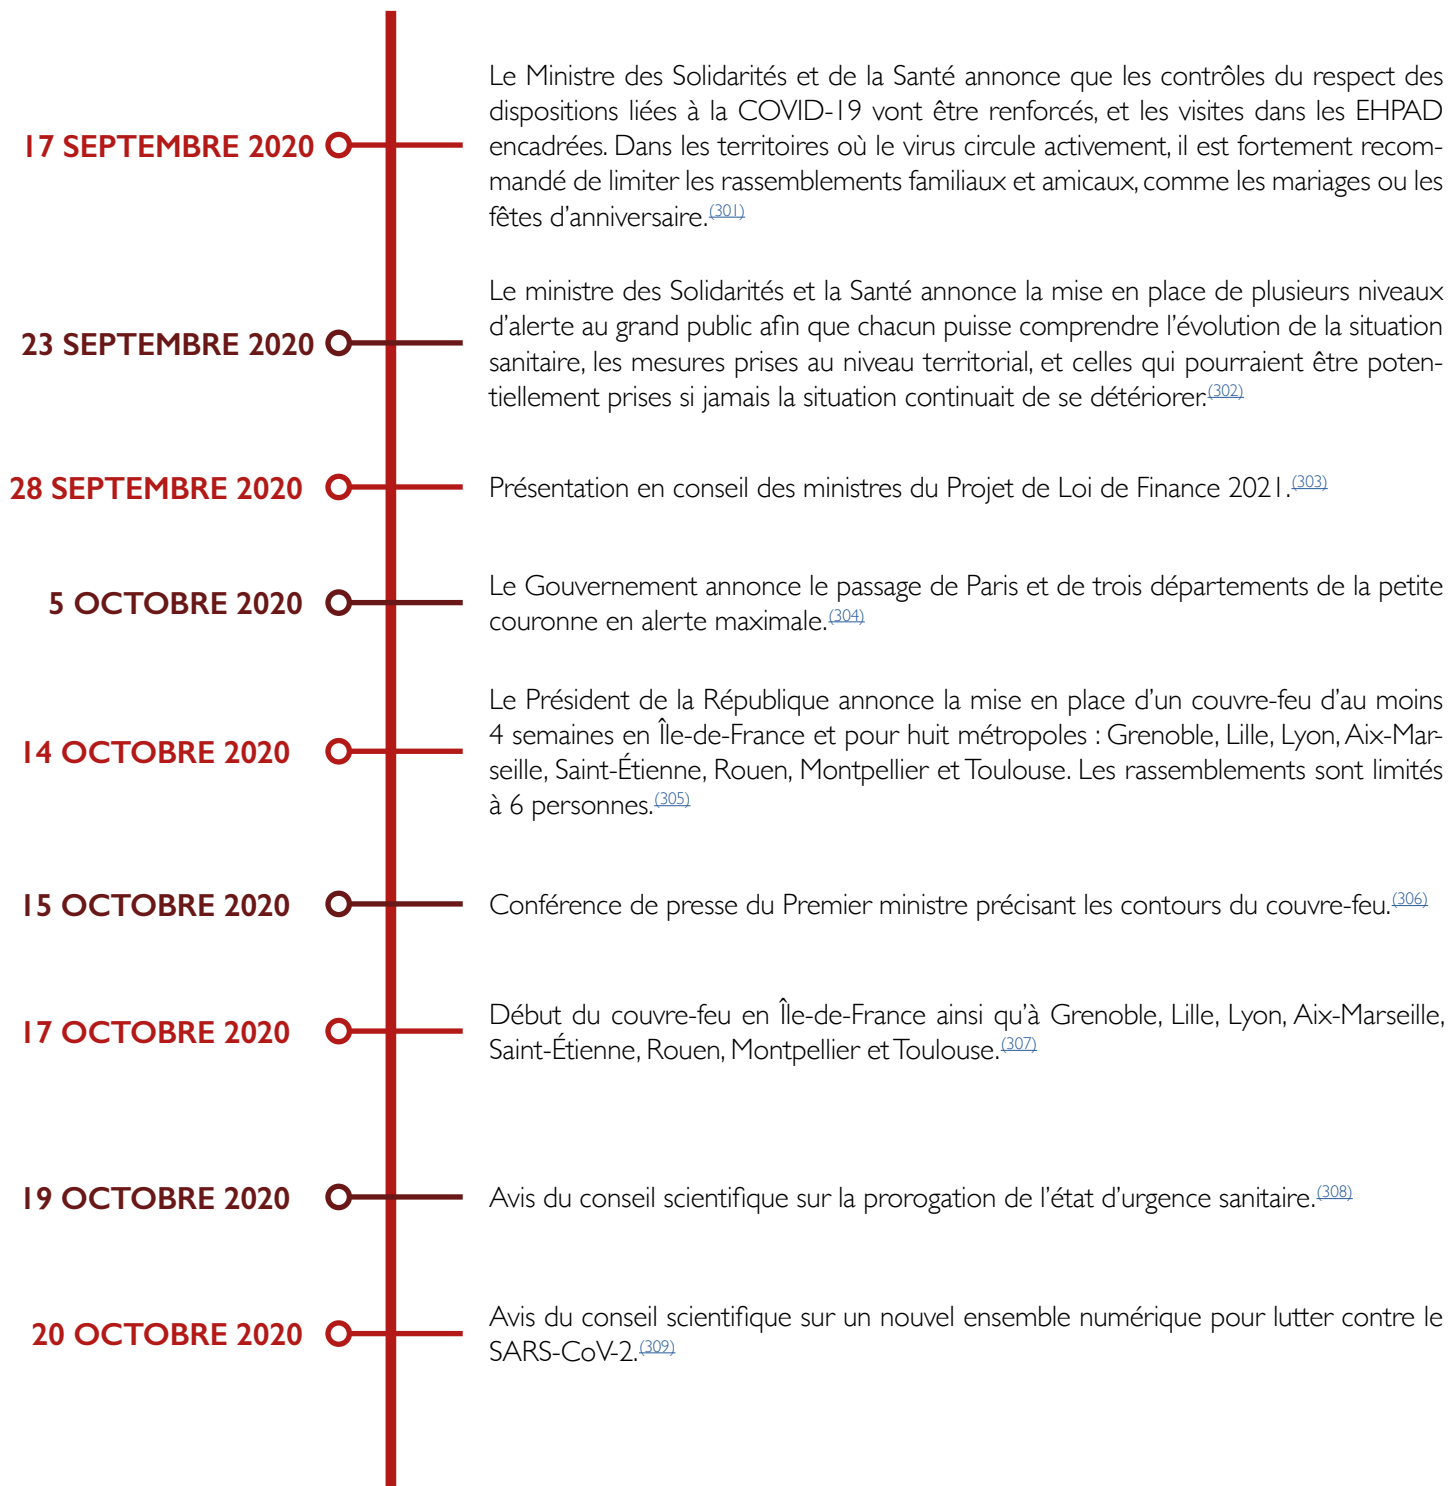 17 SEPTEMBRE 2020
Le Ministre des Solidarités et de la Santé annonce que les contrôles du respect des
dispositions liées à la COVID-19 vont être renforcés, et les visites dans les EHPAD
encadrées. Dans les territoires où le virus circule activement, il est fortement recom-
mandé de limiter les rassemblements familiaux et amicaux, comme les mariages ou les
fêtes d’anniversaire.(301)
23 SEPTEMBRE 2020
Le ministre des Solidarités et la Santé annonce la mise en place de plusieurs niveaux
d’alerte au grand public afin que chacun puisse comprendre l’évolution de la situation
sanitaire, les mesures prises au niveau territorial, et celles qui pourraient être poten-
tiellement prises si jamais la situation continuait de se détériorer.(302)
28 SEPTEMBRE 2020
Présentation en conseil des ministres du Projet de Loi de Finance 2021.(303)
5 OCTOBRE 2020
Le Gouvernement annonce le passage de Paris et de trois départements de la petite
couronne en alerte maximale.(304)
14 OCTOBRE 2020
Le Président de la République annonce la mise en place d’un couvre-feu d’au moins
4 semaines en Île-de-France et pour huit métropoles : Grenoble, Lille, Lyon, Aix-Mar-
seille, Saint-Étienne, Rouen, Montpellier et Toulouse. Les rassemblements sont limités
à 6 personnes.(305)
15 OCTOBRE 2020
Conférence de presse du Premier ministre précisant les contours du couvre-feu.(306)
17 OCTOBRE 2020
Début du couvre-feu en Île-de-France ainsi qu’à Grenoble, Lille, Lyon, Aix-Marseille,
Saint-Étienne, Rouen, Montpellier et Toulouse.(307)
19 OCTOBRE 2020
Avis du conseil scientifique sur la prorogation de l’état d’urgence sanitaire.(308)
20 OCTOBRE 2020
Avis du conseil scientifique sur un nouvel ensemble numérique pour lutter contre le
SARS-CoV-2.(309)